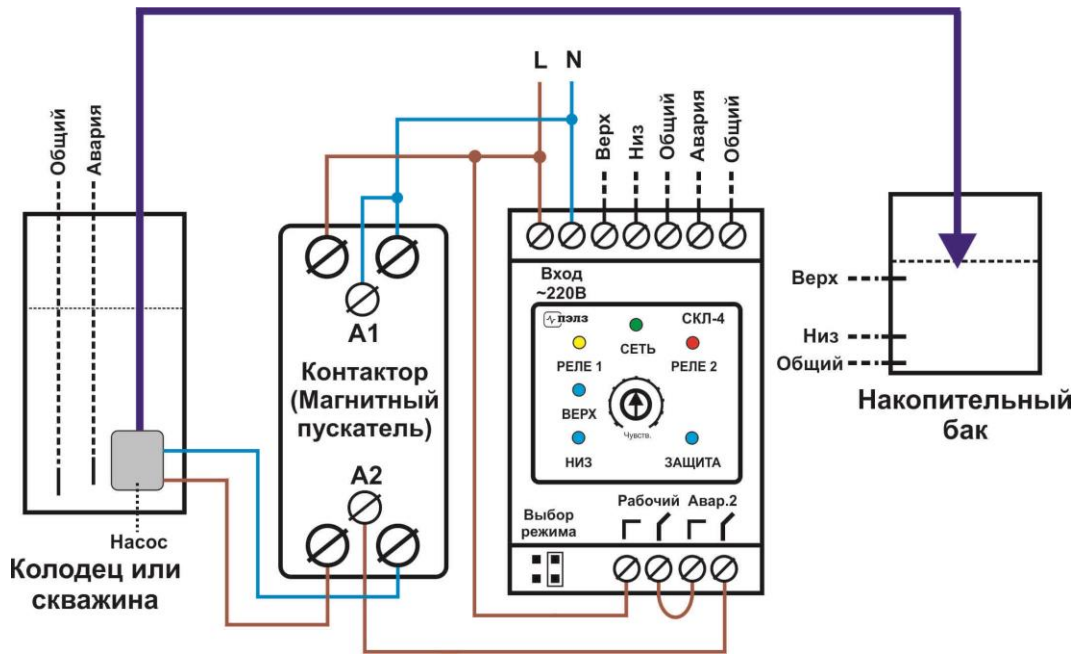 L N
Общий
Авария
Верх
Низ
Общий
Авария
Общий
A1
Контактор
(Магнитный
пускатель)
A2
Насос
Колодец или
скважина
Вход
~220В
пэлз
СКЛ-4
СЕТЬ
РЕЛЕ 1
РЕЛЕ 2
ВЕРХ
Чувств.
НИЗ
ЗАЩИТА
Рабочий Авар.2
Выбор
режима
Верх
Низ
Общий
Накопительный
бак